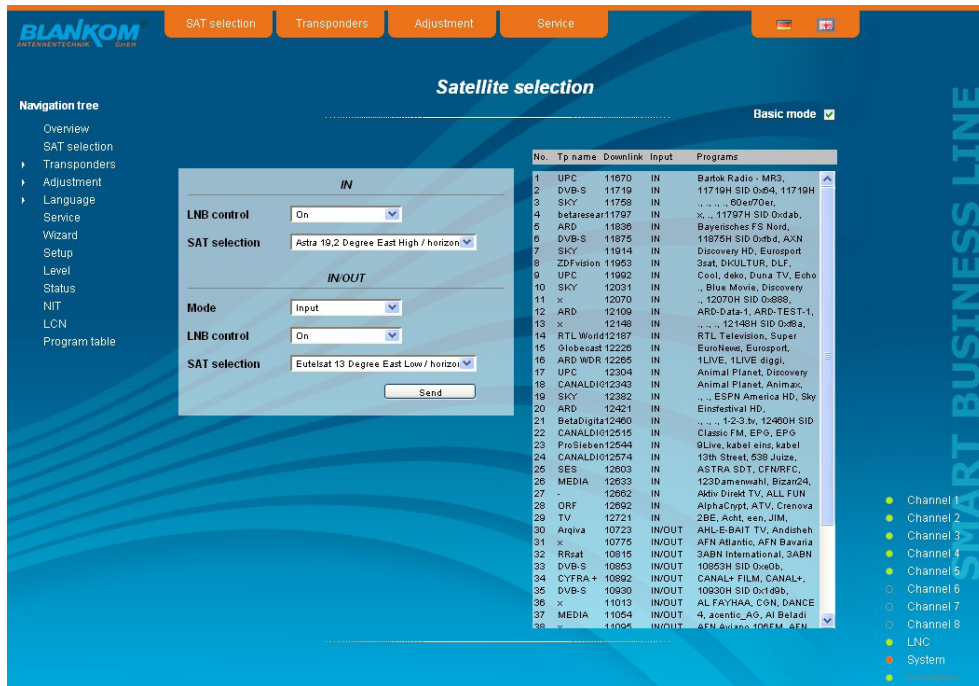 BLANKOM
ANTENNENTECHNIK GmbH
SAT selection
Transponders
Adjustment
Service
Satellite selection
Basic mode
Navigation tree
Overview
SAT selection
Transponders
Adjustment
Language
Service
Wizard
Setup
Level
Status
NIT
LCN
Program table
IN
LNB control On
SAT selection Astra 19,2 Degree East High / horizon
IN/OUT
Mode Input
LNB control On
SAT selection Eutelsat 13 Degree East Low / horizon
Send
No. Tp name Downlink Input Programs
1 UPC 11670 IN Bartok Radio - MR3,
2 DVB-S 11719 IN 11719H SID 0x64, 11719H
3 SKY 11758 IN ., ., ., ., 60er/70er,
4 betaresear 11797 IN x, ., 11797H SID 0xdab,
5 ARD 11836 IN Bayerisches FS Nord,
6 DVB-S 11875 IN 11875H SID 0xfbd, AXN
7 SKY 11914 IN Discovery HD, Eurosport
8 ZDFvision 11953 IN 3sat, DKULTUR, DLF,
9 UPC 11992 IN Cool, deko, Duna TV, Echo
10 SKY 12031 IN ., Blue Movie, Discovery
11 x 12070 IN ., 12070H SID 0x888,
12 ARD 12109 IN ARD-Data-1, ARD-TEST-1,
13 x 12148 IN ., ., ., 12148H SID 0xf8a,
14 RTL World 12187 IN RTL Television, Super
15 Globecast 12226 IN EuroNews, Eurosport,
16 ARD WDR 12265 IN 1LIVE, 1LIVE diggi,
17 UPC 12304 IN Animal Planet, Discovery
18 CANALDIG 12343 IN Animal Planet, Animax,
19 SKY 12382 IN ., ., ESPN America HD, Sky
20 ARD 12421 IN Einsfestival HD,
21 BetaDigita 12460 IN ., ., ., 1-2-3.tv, 12460H SID
22 CANALDIG 12515 IN Classic FM, EPG, EPG
23 ProSieben 12544 IN 9Live, kabel eins, kabel
24 CANALDIG 12574 IN 13th Street, 538 Juize,
25 SES 12603 IN ASTRA SDT, CFN/RFC,
26 MEDIA 12633 IN 123Damenwahl, Bizarr24,
27 - 12662 IN Aktiv Direkt TV, ALL FUN
28 ORF 12692 IN AlphaCrypt, ATV, Crenova
29 TV 12721 IN 2BE, Acht, een, JIM,
30 Arqiva 10723 IN/OUT AHL-E-BAIT TV, Andisheh
31 x 10775 IN/OUT AFN Atlantic, AFN Bavaria
32 RRsat 10815 IN/OUT 3ABN International, 3ABN
33 DVB-S 10853 IN/OUT 10853H SID 0xe0b,
34 CYFRA + 10892 IN/OUT CANAL+ FILM, CANAL+,
35 DVB-S 10930 IN/OUT 10930H SID 0x1d9b,
36 x 11013 IN/OUT AL FAYHAA, CGN, DANCE
37 MEDIA 11054 IN/OUT 4, acentic_AG, Al Beladi
38 x 11095 IN/OUT AFN Aviano 106FM, AFN
SMART BUSINESS LINE
Channel 1
Channel 2
Channel 3
Channel 4
Channel 5
Channel 6
Channel 7
Channel 8
LNC
System